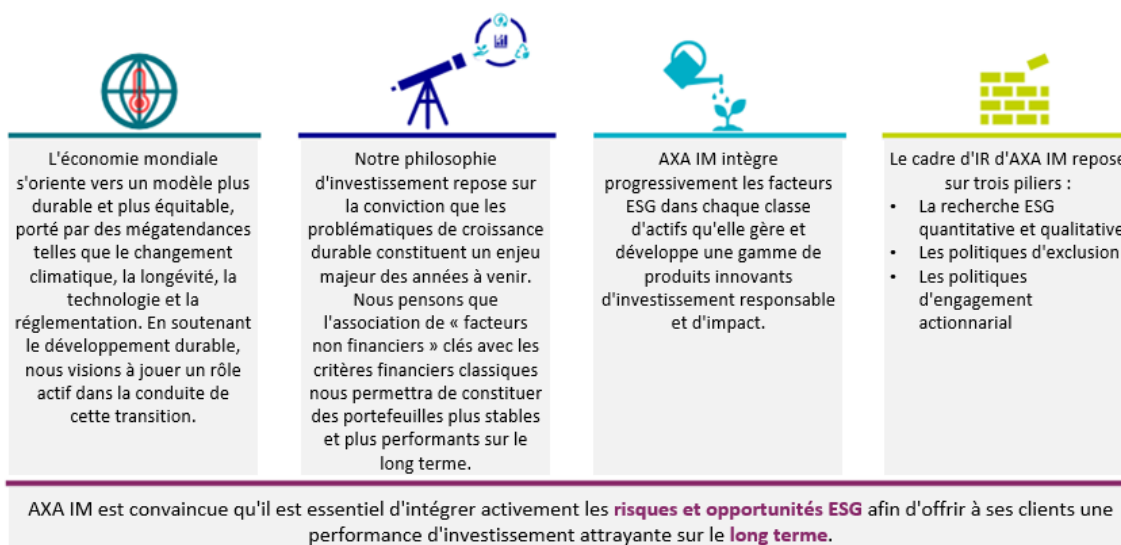 L'économie mondiale
s'oriente vers un modèle plus
durable et plus équitable,
porté par des mégatendances
telles que le changement
climatique, la longévité, la
technologie et la
réglementation. En soutenant
le développement durable,
nous visions à jouer un rôle
actif dans la conduite de
cette transition.
Notre philosophie
d'investissement repose sur
la conviction que les
problématiques de croissance
durable constituent un enjeu
majeur des années à venir.
Nous pensons que
l'association de « facteurs
non financiers » clés avec les
critères financiers classiques
nous permettra de constituer
des portefeuilles plus stables
et plus performants sur le
long terme.
AXA IM intègre
progressivement les facteurs
ESG dans chaque classe
d'actifs qu'elle gère et
développe une gamme de
produits innovants
d'investissement responsable
et d'impact.
Le cadre d'IR d'AXA IM repose
sur trois piliers :
• La recherche ESG
quantitative et qualitative
• Les politiques d'exclusion
• Les politiques
d'engagement
actionnarial
AXA IM est convaincue qu'il est essentiel d'intégrer activement les risques et opportunités ESG afin d'offrir à ses clients une
performance d'investissement attrayante sur le long terme.